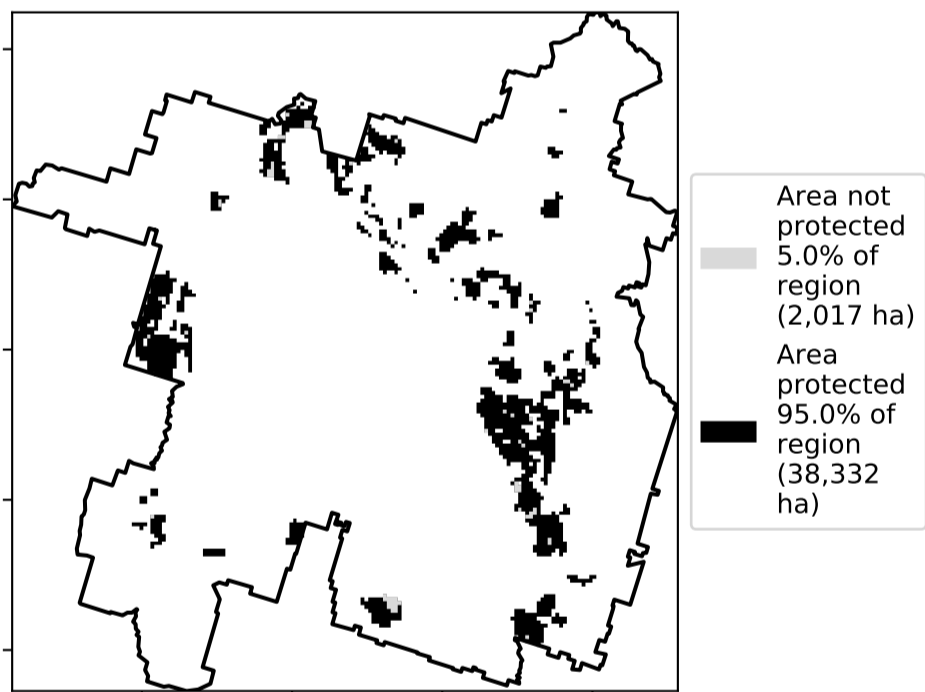 Area not
protected
5.0% of
region
(2,017 ha)
Area
protected
95.0% of
region
(38,332
ha)